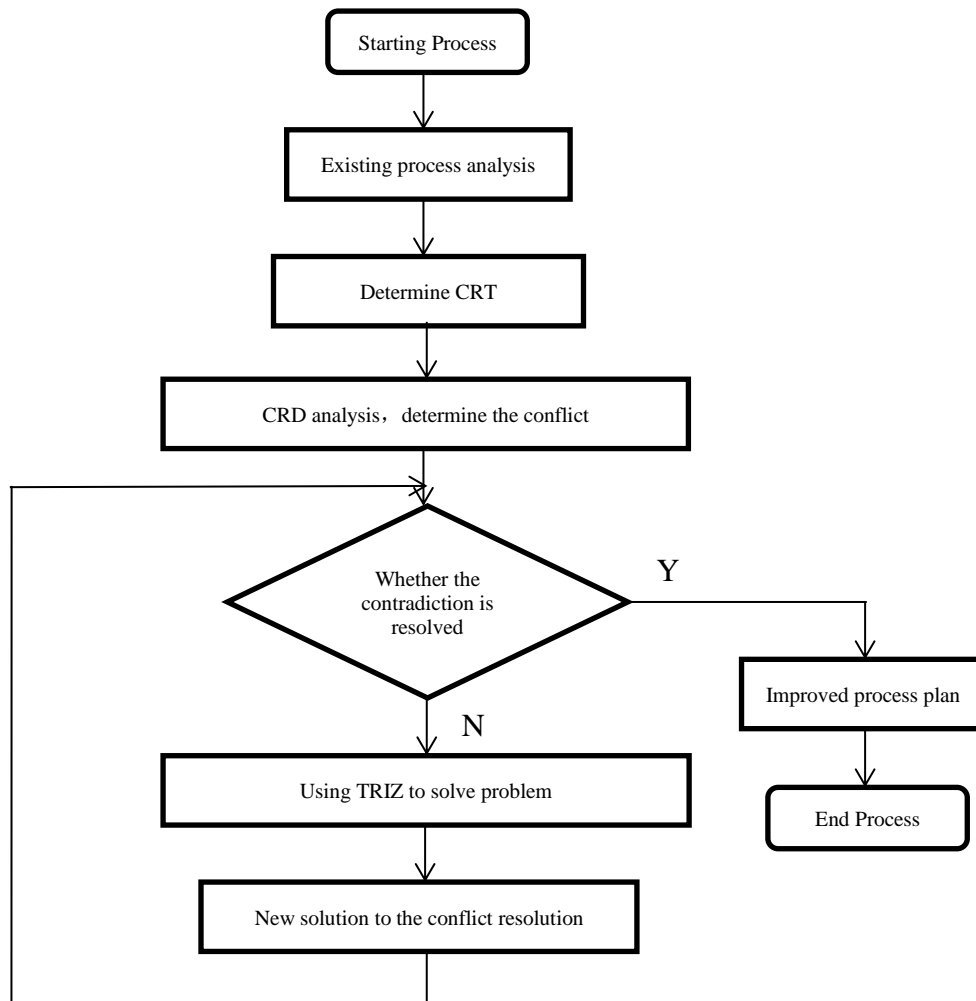 Starting Process
Existing process analysis
Determine CRT
CRD analysis，determine the conflict
Whether the
contradiction is
resolved
Y
Improved process plan
N
Using TRIZ to solve problem
End Process
New solution to the conflict resolution